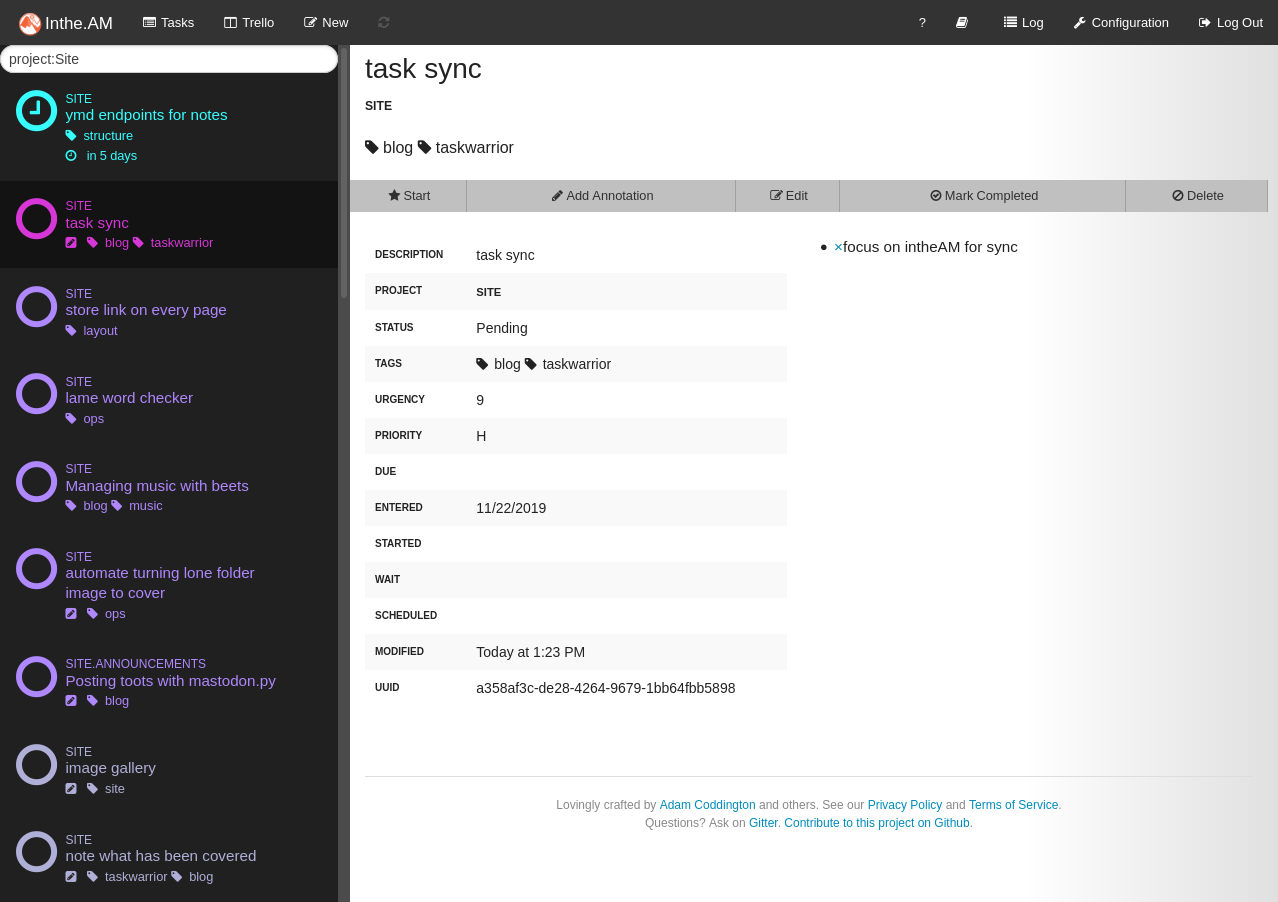 Inthe.AM Tasks Trello New ? Log Configuration Log Out
project:Site
SITE
ymd endpoints for notes
structure
in 5 days
SITE
task sync
blog taskwarrior
SITE
store link on every page
layout
SITE
lame word checker
ops
SITE
Managing music with beets
blog music
SITE
automate turning lone folder
image to cover
ops
SITE.ANNOUNCEMENTS
Posting toots with mastodon.py
blog
SITE
image gallery
site
SITE
note what has been covered
taskwarrior blog
task sync
SITE
blog taskwarrior
Start Add Annotation Edit Mark Completed Delete
DESCRIPTION task sync
PROJECT SITE
STATUS Pending
TAGS blog taskwarrior
URGENCY 9
PRIORITY H
DUE
ENTERED 11/22/2019
STARTED
WAIT
SCHEDULED
MODIFIED Today at 1:23 PM
UUID a358af3c-de28-4264-9679-1bb64fbb5898
• ×focus on intheAM for sync
Lovingly crafted by Adam Coddington and others. See our Privacy Policy and Terms of Service.
Questions? Ask on Gitter. Contribute to this project on Github.